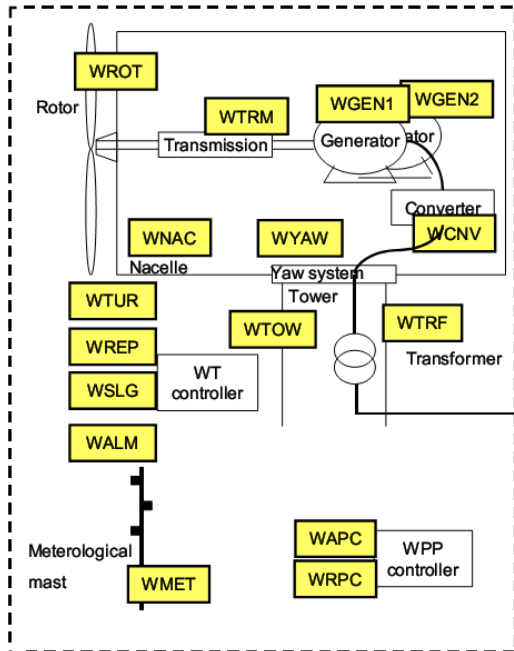 WROT
Rotor
WTRM
Transmission
WGEN1
WGEN2
Generator
ator
Converter
WCNV
WNAC
Nacelle
WYAW
Yaw system
Tower
WTUR
WTOW
WTRF
Transformer
WREP
WSLG
WT
controller
WALM
Meterological
mast
WMET
WAPC
WRPC
WPP
controller